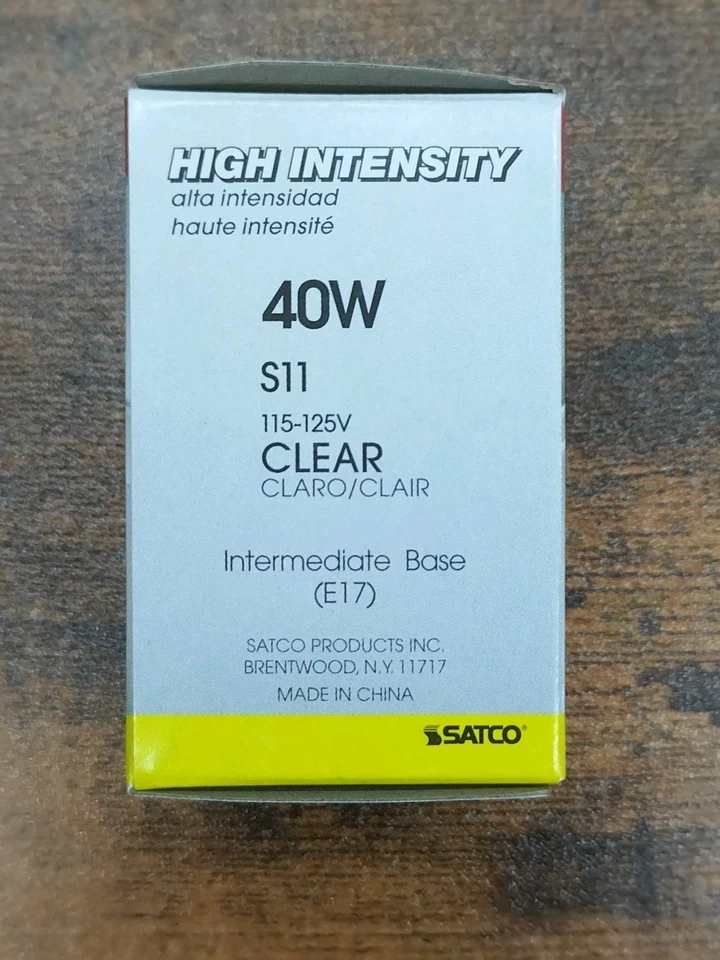 HIGH INTENSITY
alta intensidad
haute intensité
40W
S11
115-125V
CLEAR
CLARO/CLAIR
Intermediate Base
(E17)
SATCO PRODUCTS INC.
BRENTWOOD, N.Y. 11717
MADE IN CHINA
SATCO®